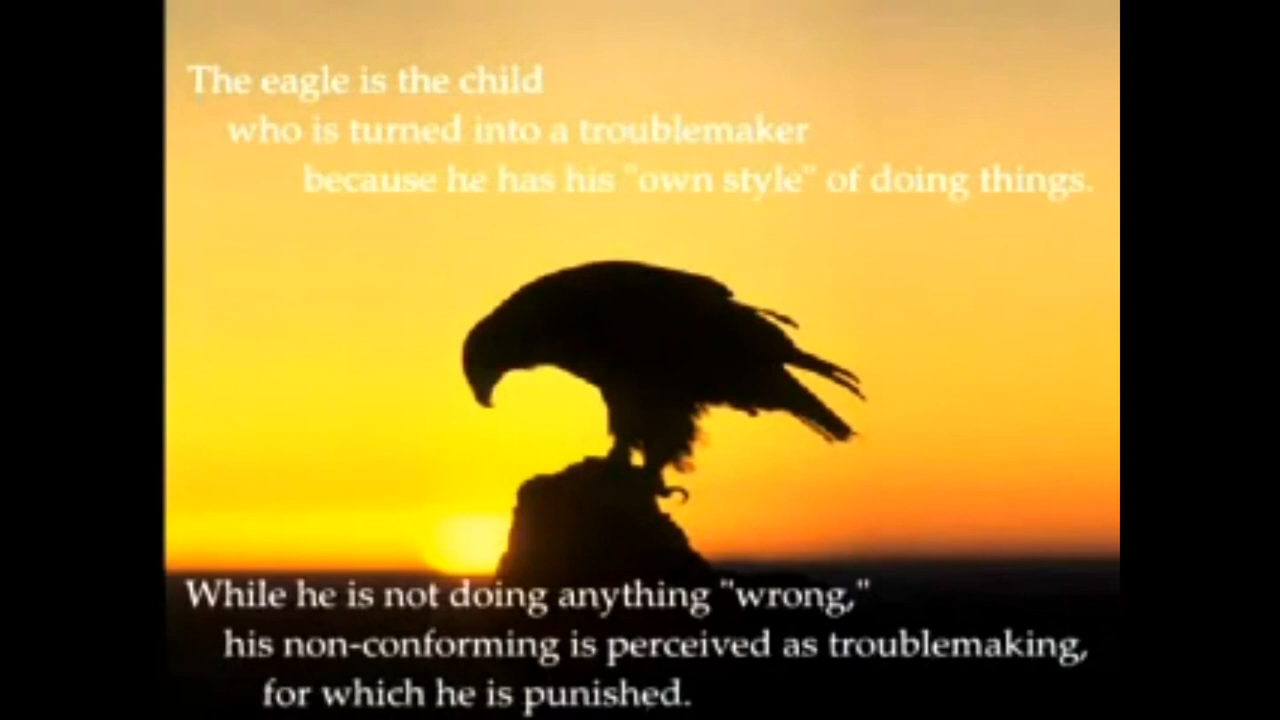 The eagle is the child
who is turned into a troublemaker
because he has his "own style" of doing things.
While he is not doing anything "wrong,"
his non-conforming is perceived as troublemaking,
for which he is punished.